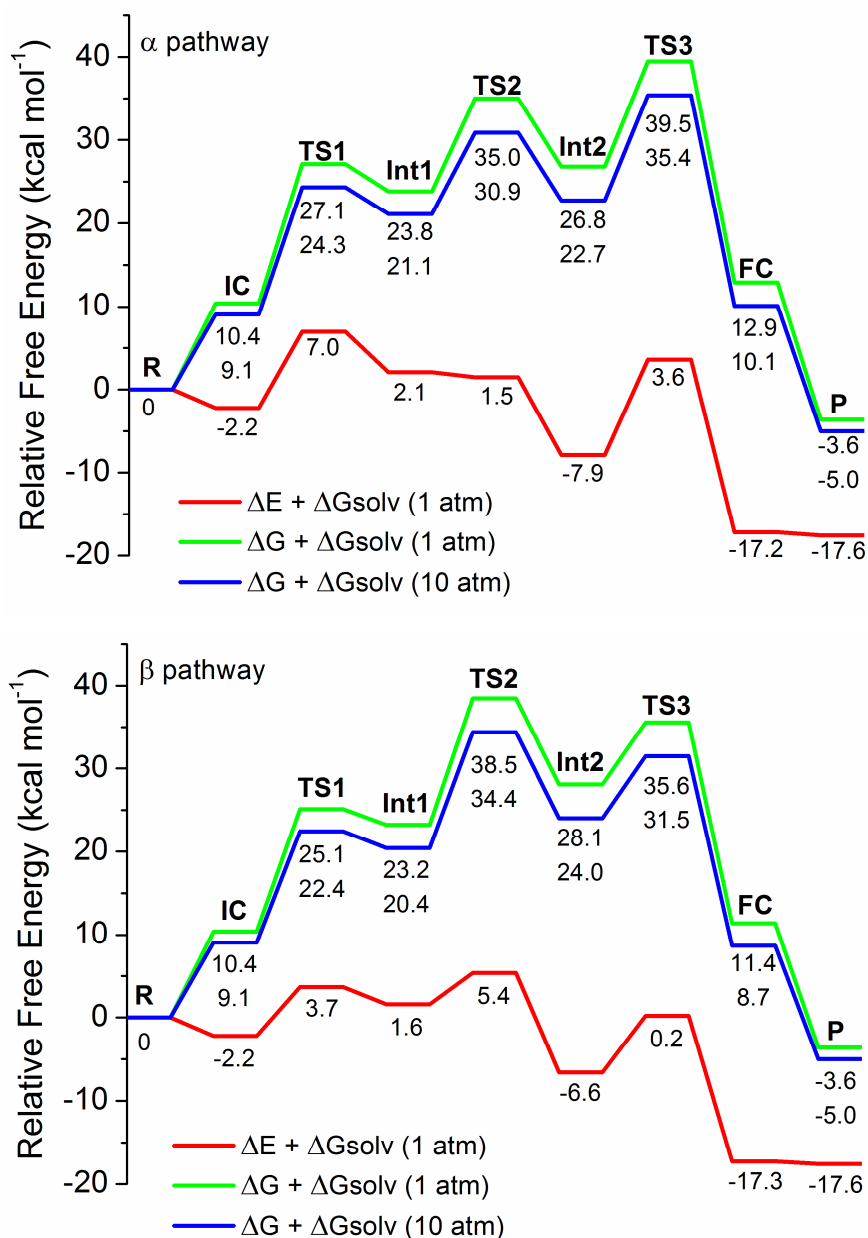 α pathway
Relative Free Energy (kcal mol⁻¹)
40
30
20
10
0
-10
-20
R
0
IC
10.4
9.1
-2.2
TS1
27.1
24.3
7.0
Int1
23.8
21.1
2.1
TS2
35.0
30.9
1.5
Int2
26.8
22.7
-7.9
TS3
39.5
35.4
3.6
FC
12.9
10.1
-17.2
P
-3.6
-5.0
-17.6
ΔE + ΔGsolv (1 atm)
ΔG + ΔGsolv (1 atm)
ΔG + ΔGsolv (10 atm)
β pathway
Relative Free Energy (kcal mol⁻¹)
40
30
20
10
0
-10
-20
R
0
IC
10.4
9.1
-2.2
TS1
25.1
22.4
3.7
Int1
23.2
20.4
1.6
TS2
38.5
34.4
5.4
Int2
28.1
24.0
-6.6
TS3
35.6
31.5
0.2
FC
11.4
8.7
-17.3
P
-3.6
-5.0
-17.6
ΔE + ΔGsolv (1 atm)
ΔG + ΔGsolv (1 atm)
ΔG + ΔGsolv (10 atm)